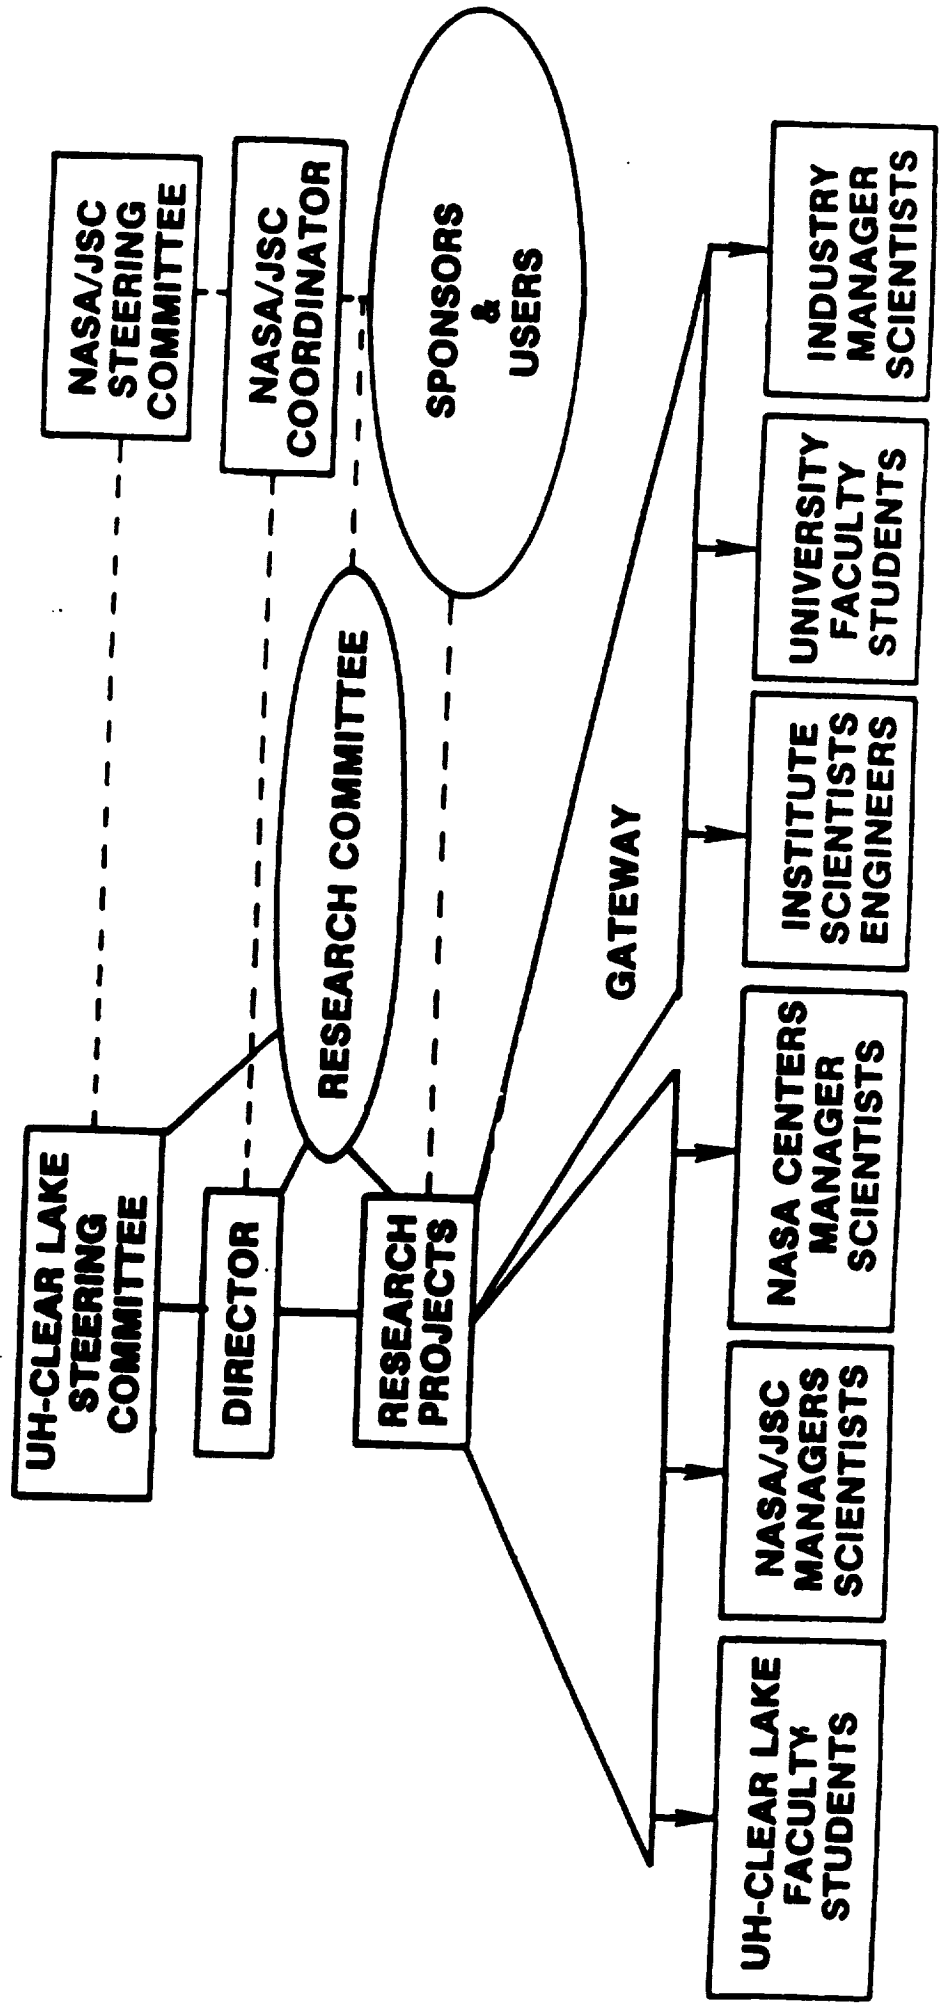 UH-CLEAR LAKE
STEERING
COMMITTEE
NASA/JSC
STEERING
COMMITTEE
DIRECTOR
NASA/JSC
COORDINATOR
RESEARCH COMMITTEE
RESEARCH
PROJECTS
SPONSORS
&
USERS
GATEWAY
UH-CLEAR LAKE
FACULTY
STUDENTS
NASA/JSC
MANAGERS
SCIENTISTS
NASA CENTERS
MANAGER
SCIENTISTS
INSTITUTE
SCIENTISTS
ENGINEERS
UNIVERSITY
FACULTY
STUDENTS
INDUSTRY
MANAGER
SCIENTISTS